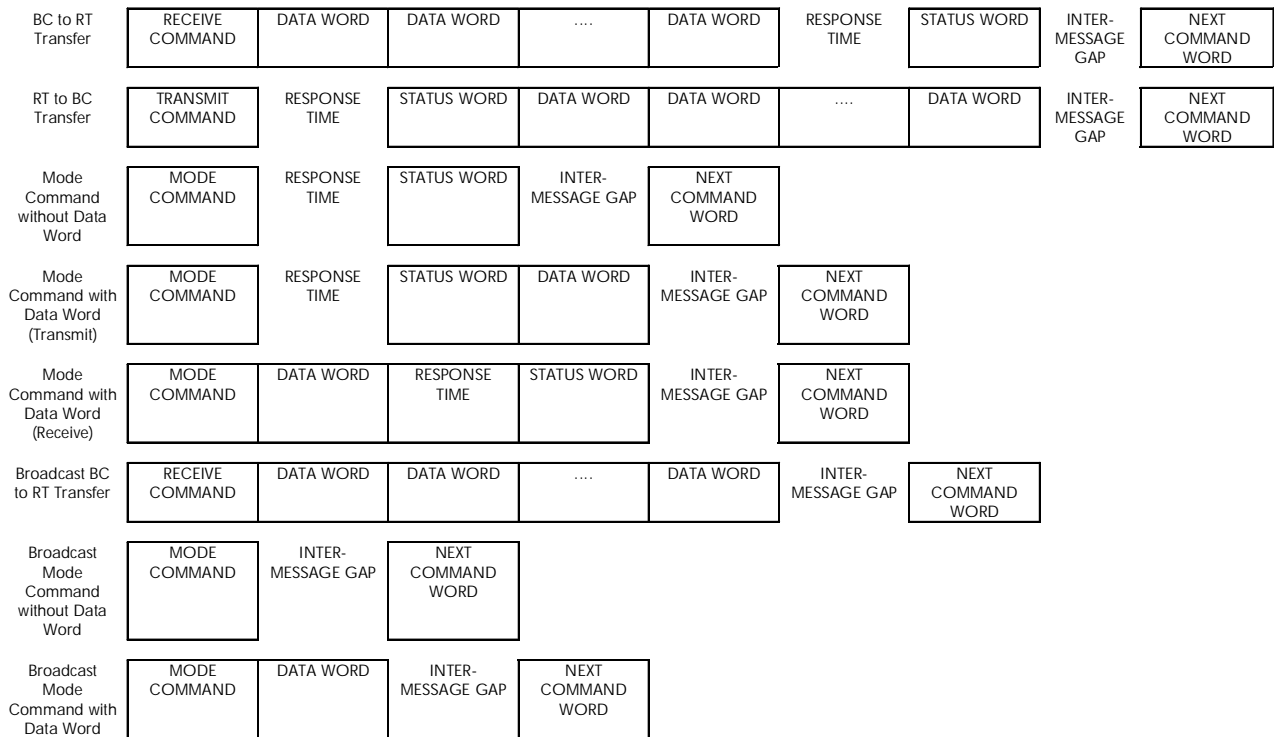 BC to RT
Transfer
RECEIVE
COMMAND
DATA WORD
DATA WORD
....
DATA WORD
RESPONSE
TIME
STATUS WORD
INTER-
MESSAGE
GAP
NEXT
COMMAND
WORD
RT to BC
Transfer
TRANSMIT
COMMAND
RESPONSE
TIME
STATUS WORD
DATA WORD
DATA WORD
....
DATA WORD
INTER-
MESSAGE
GAP
NEXT
COMMAND
WORD
Mode
Command
without Data
Word
MODE
COMMAND
RESPONSE
TIME
STATUS WORD
INTER-
MESSAGE GAP
NEXT
COMMAND
WORD
Mode
Command with
Data Word
(Transmit)
MODE
COMMAND
RESPONSE
TIME
STATUS WORD
DATA WORD
INTER-
MESSAGE GAP
NEXT
COMMAND
WORD
Mode
Command with
Data Word
(Receive)
MODE
COMMAND
DATA WORD
RESPONSE
TIME
STATUS WORD
INTER-
MESSAGE GAP
NEXT
COMMAND
WORD
Broadcast BC
to RT Transfer
RECEIVE
COMMAND
DATA WORD
DATA WORD
....
DATA WORD
INTER-
MESSAGE GAP
NEXT
COMMAND
WORD
Broadcast
Mode
Command
without Data
Word
MODE
COMMAND
INTER-
MESSAGE GAP
NEXT
COMMAND
WORD
Broadcast
Mode
Command with
Data Word
MODE
COMMAND
DATA WORD
INTER-
MESSAGE GAP
NEXT
COMMAND
WORD